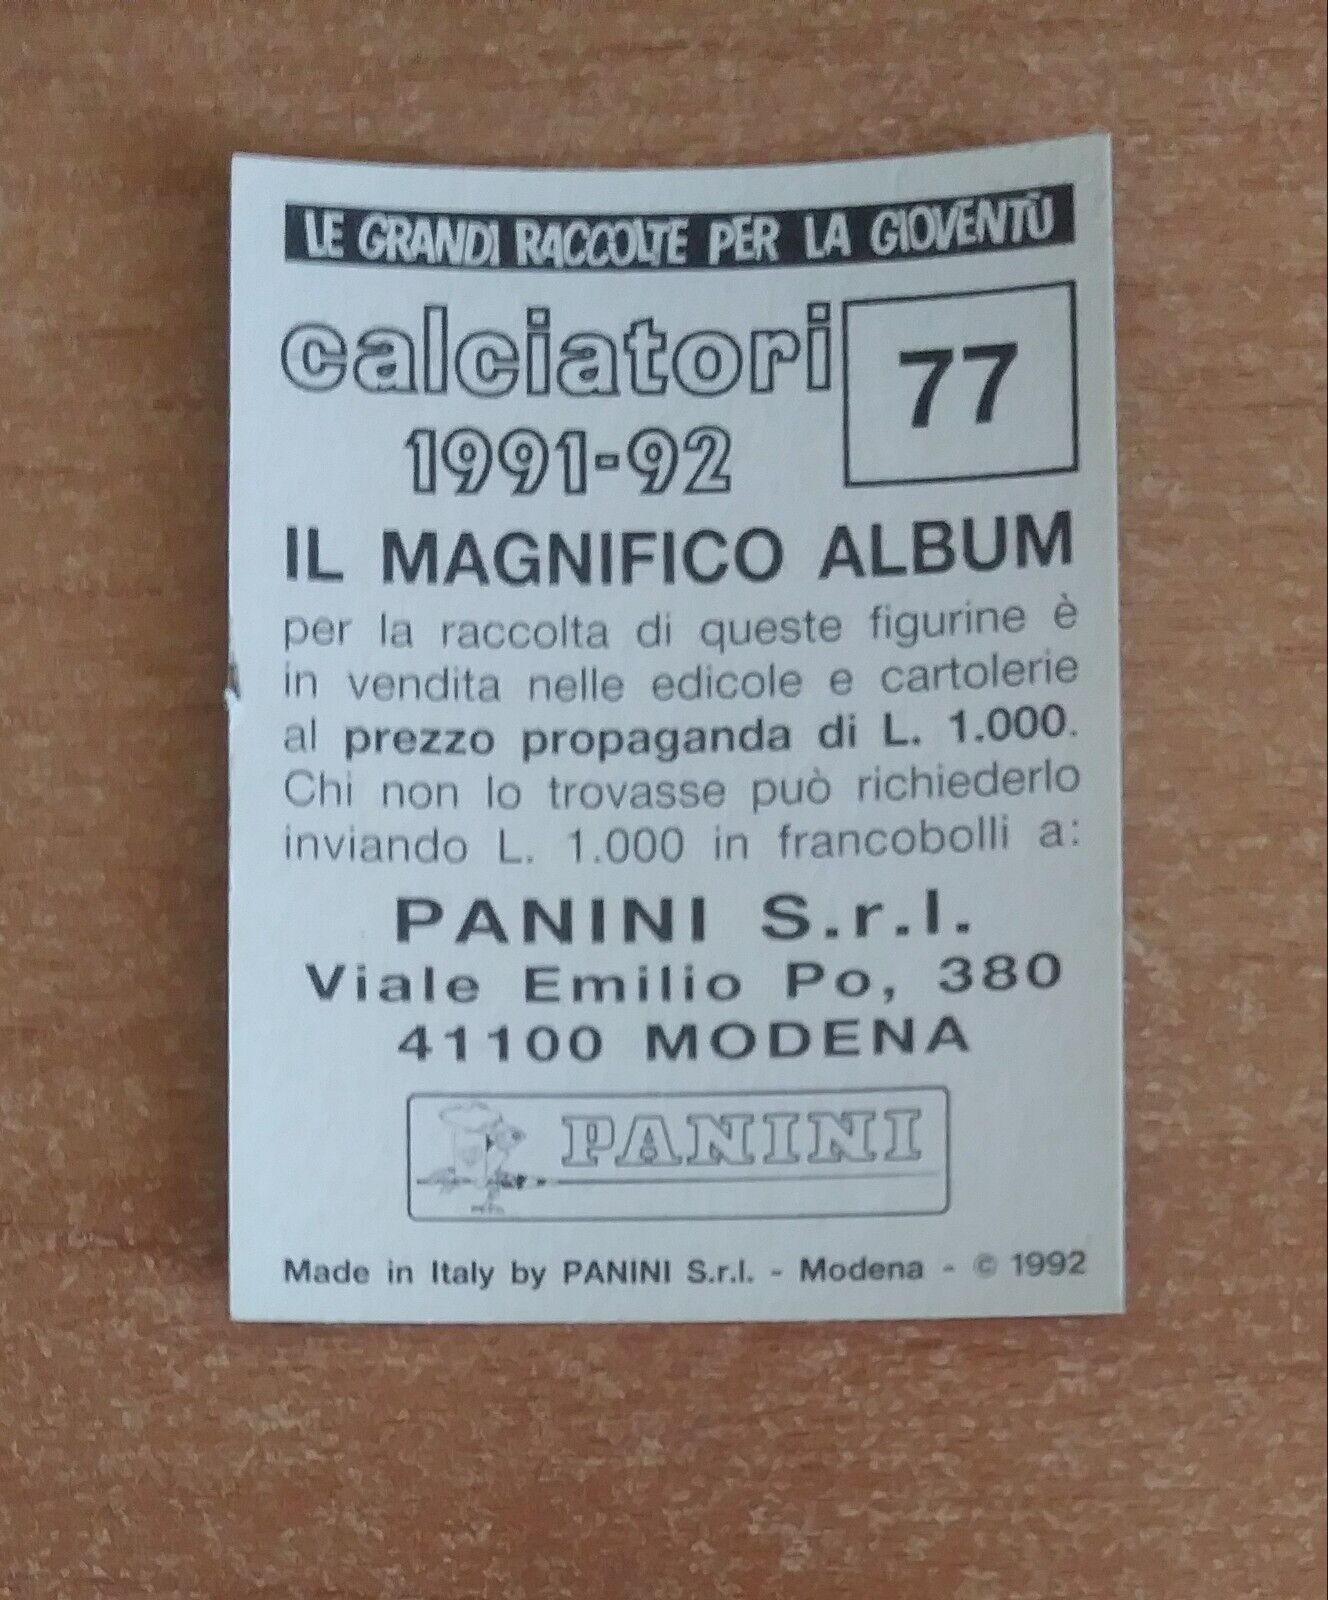 LE GRANDI RACCOLTE PER LA GIOVENTÙ
calciatori
1991-92
77
IL MAGNIFICO ALBUM
per la raccolta di queste figurine è
in vendita nelle edicole e cartolerie
al prezzo propaganda di L. 1.000.
Chi non lo trovasse può richiederlo
inviando L. 1.000 in francobolli a:
PANINI S.r.l.
Viale Emilio Po, 380
41100 MODENA
PANINI
Made in Italy by PANINI S.r.l. - Modena - © 1992